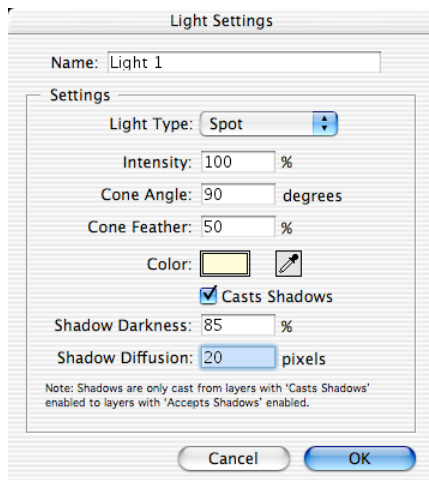 Light Settings
Name: Light 1
Settings
Light Type: Spot
Intensity: 100 %
Cone Angle: 90 degrees
Cone Feather: 50 %
Color:
Casts Shadows
Shadow Darkness: 85 %
Shadow Diffusion: 20 pixels
Note: Shadows are only cast from layers with 'Casts Shadows'
enabled to layers with 'Accepts Shadows' enabled.
Cancel OK